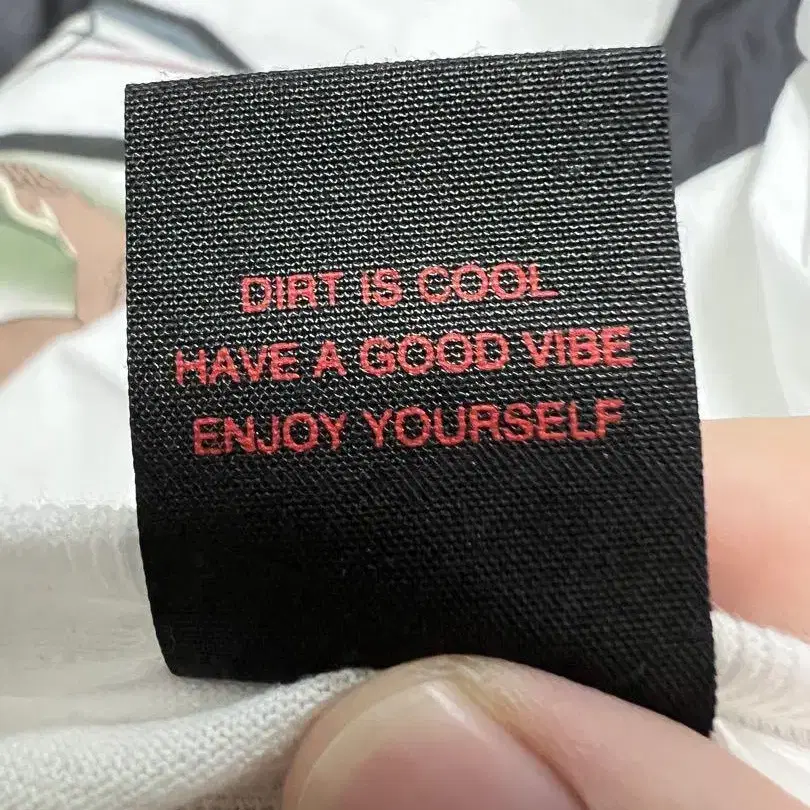 DIRT IS COOL
HAVE A GOOD VIBE
ENJOY YOURSELF